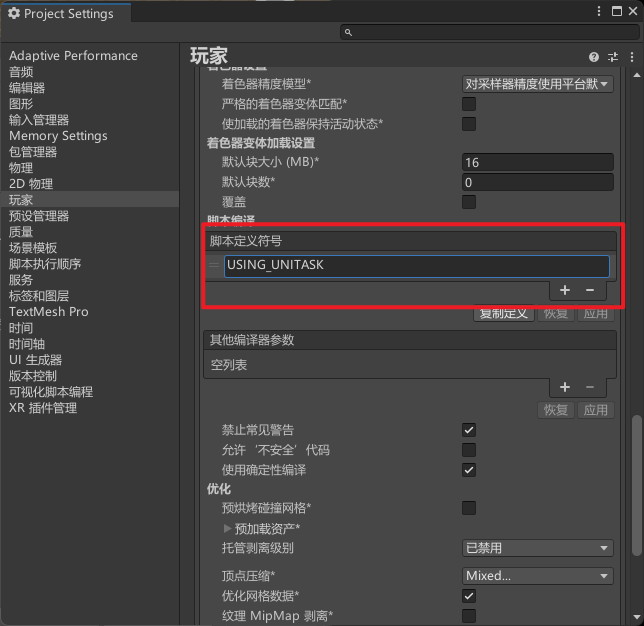 Project Settings
Adaptive Performance
音频
编辑器
图形
输入管理器
Memory Settings
包管理器
物理
2D 物理
玩家
预设管理器
质量
场景模板
脚本执行顺序
服务
标签和图层
TextMesh Pro
时间
时间轴
UI 生成器
版本控制
可视化脚本编程
XR 插件管理
玩家
着色器设置
着色器精度模型* 对采样器精度使用平台默
严格的着色器变体匹配*
使加载的着色器保持活动状态*
着色器变体加载设置
默认块大小 (MB)* 16
默认块数* 0
覆盖
脚本编译
脚本定义符号
USING_UNITASK
复制定义 恢复 应用
其他编译器参数
空列表
恢复 应用
禁止常见警告
允许‘不安全’代码
使用确定性编译
优化
预烘烤碰撞网格*
预加载资产*
托管剥离级别 已禁用
顶点压缩* Mixed...
优化网格数据*
纹理 MipMap 剥离*